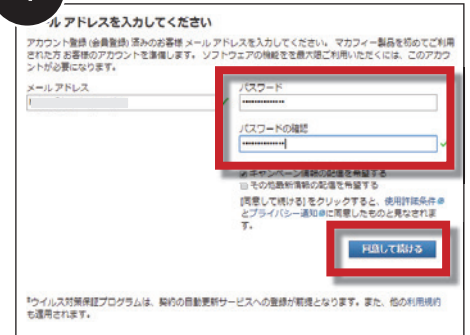 ル アドレスを入力してください
アカウント登録 (会員登録) 済みのお客様 メール アドレスを入力してください。 マカフィー製品を初めてご利用
された方 お客様のアカウントを準備します。 ソフトウェアの機能をを最大限ご利用いただくには、このアカウ
ントが必要になります。
メール アドレス
パスワード
••••••••••••••
パスワードの確認
••••••••••••••
キャンペーン情報の配信を希望する
その他最新情報の配信を希望する
[同意して続ける] をクリックすると、使用許諾条件
とプライバシー通知に同意したものと見なされま
す。
同意して続ける
‡ウイルス対策保証プログラムは、契約の自動更新サービスへの登録が前提となります。また、他の利用規約
も適用されます。